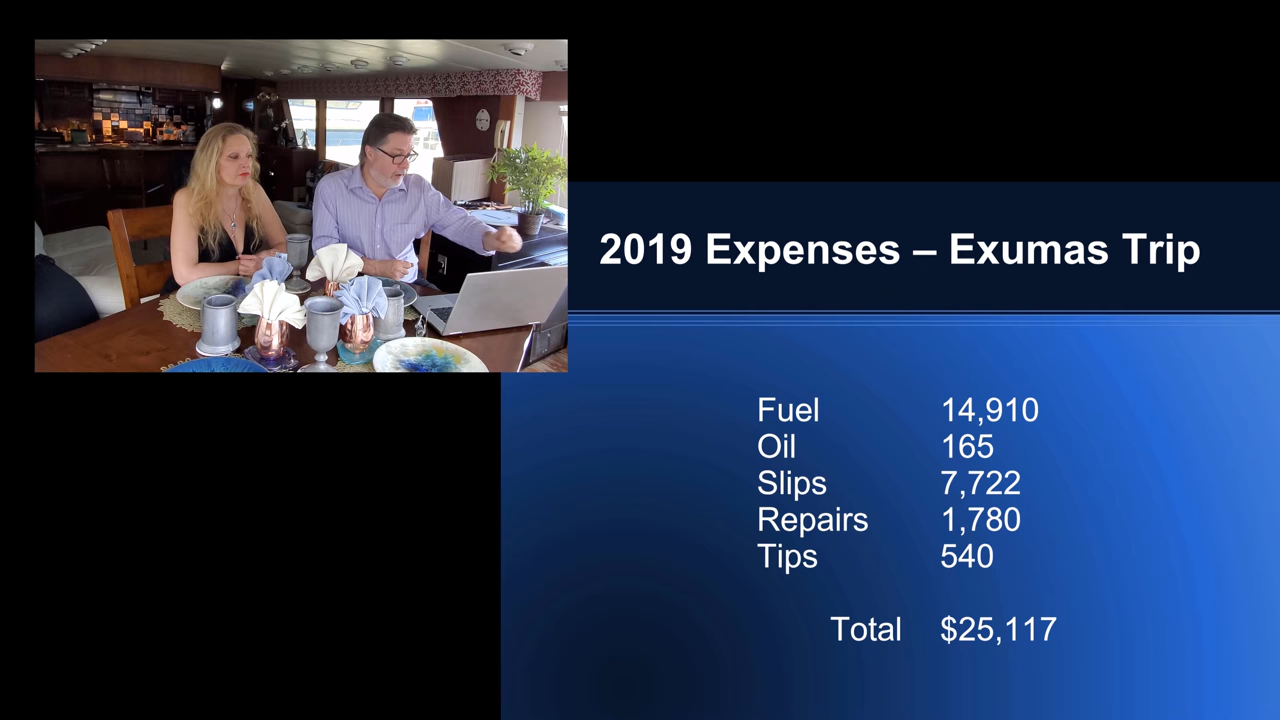 2019 Expenses – Exumas Trip
Fuel 14,910
Oil 165
Slips 7,722
Repairs 1,780
Tips 540
Total $25,117